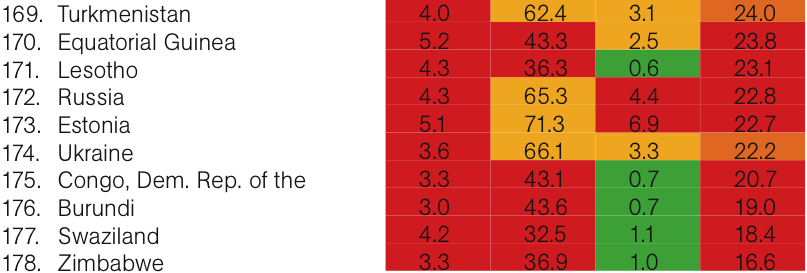 169. Turkmenistan 4.0 62.4 3.1 24.0
170. Equatorial Guinea 5.2 43.3 2.5 23.8
171. Lesotho 4.3 36.3 0.6 23.1
172. Russia 4.3 65.3 4.4 22.8
173. Estonia 5.1 71.3 6.9 22.7
174. Ukraine 3.6 66.1 3.3 22.2
175. Congo, Dem. Rep. of the 3.3 43.1 0.7 20.7
176. Burundi 3.0 43.6 0.7 19.0
177. Swaziland 4.2 32.5 1.1 18.4
178. Zimbabwe 3.3 36.9 1.0 16.6